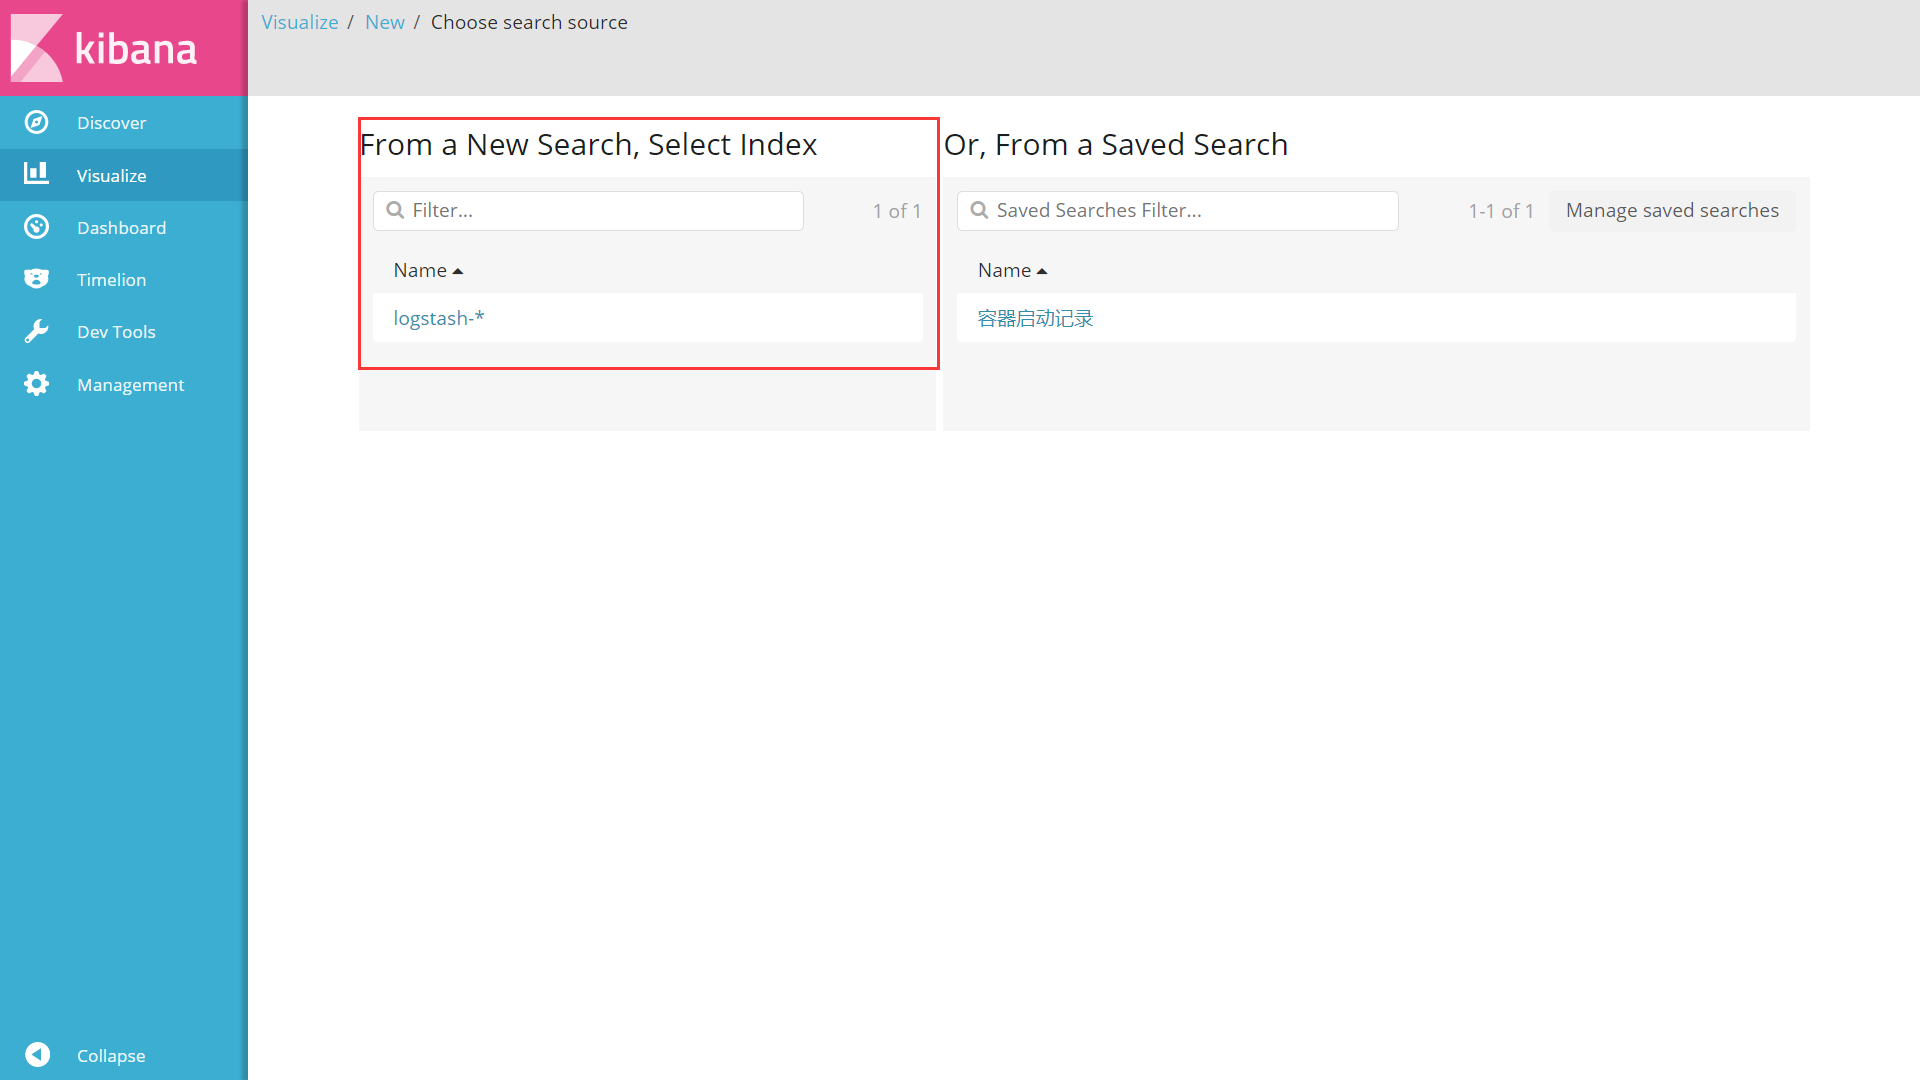 kibana
Visualize / New / Choose search source
Discover
Visualize
Dashboard
Timelion
Dev Tools
Management
Collapse
From a New Search, Select Index
Filter...
1 of 1
Name
logstash-*
Or, From a Saved Search
Saved Searches Filter...
1-1 of 1
Manage saved searches
Name
容器启动记录